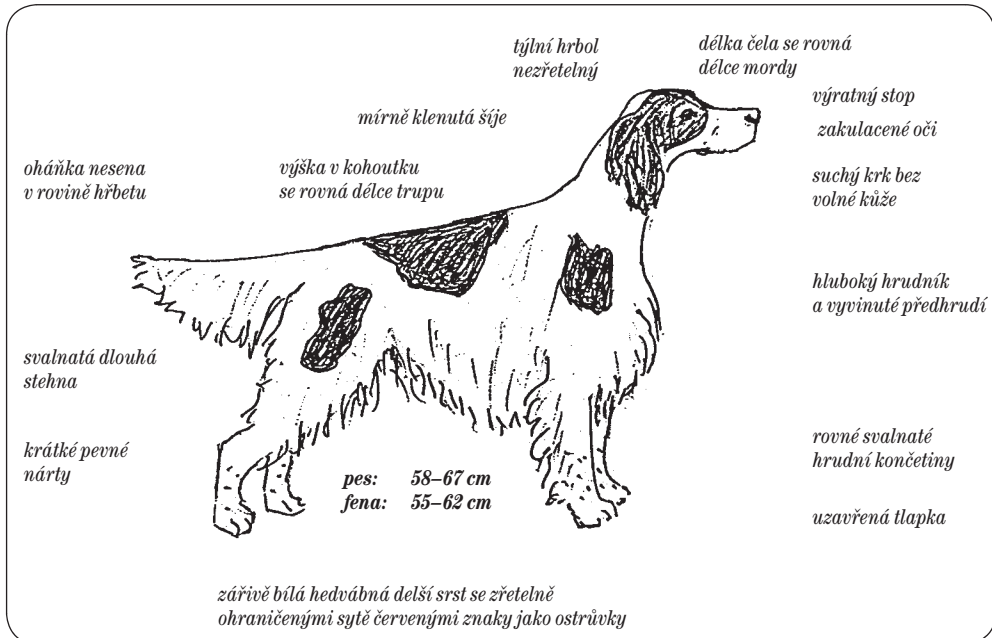 týlní hrbol
nezřetelný
délka čela se rovná
délce mordy
výratný stop
zakulacené oči
mírně klenutá šíje
oháňka nesena
v rovině hřbetu
výška v kohoutku
se rovná délce trupu
suchý krk bez
volné kůže
hluboký hrudník
a vyvinuté předhrudí
svalnatá dlouhá
stehna
krátké pevné
nárty
pes: 58–67 cm
fena: 55–62 cm
rovné svalnaté
hrudní končetiny
uzavřená tlapka
zářivě bílá hedvábná delší srst se zřetelně
ohraničenými sytě červenými znaky jako ostrůvky